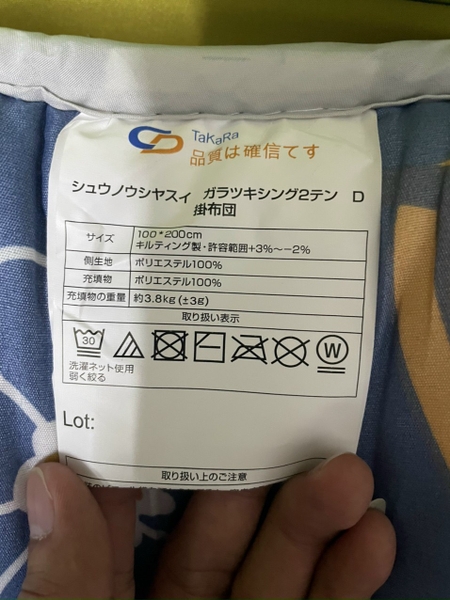 TaKaRa
品質は確信てす
シュウノウシヤスィ ガラツキシング2テン D
掛布団
サイズ 100*200cm
キルティング製・許容範囲+3%~-2%
側生地 ポリエステル100%
充填物 ポリエステル100%
充填物の重量 約3.8kg(±3g)
取り扱い表示
30 W
洗濯ネット使用
弱く絞る
Lot:
取り扱い上のご注意